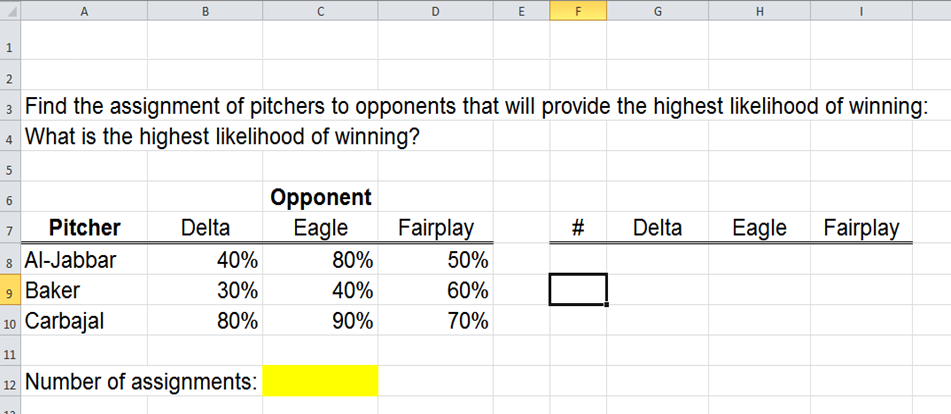 A B C D E F G H I
1
2
3 Find the assignment of pitchers to opponents that will provide the highest likelihood of winning:
4 What is the highest likelihood of winning?
5
6 Opponent
7 Pitcher Delta Eagle Fairplay # Delta Eagle Fairplay
8 Al-Jabbar 40% 80% 50%
9 Baker 30% 40% 60%
10 Carbajal 80% 90% 70%
11
12 Number of assignments: